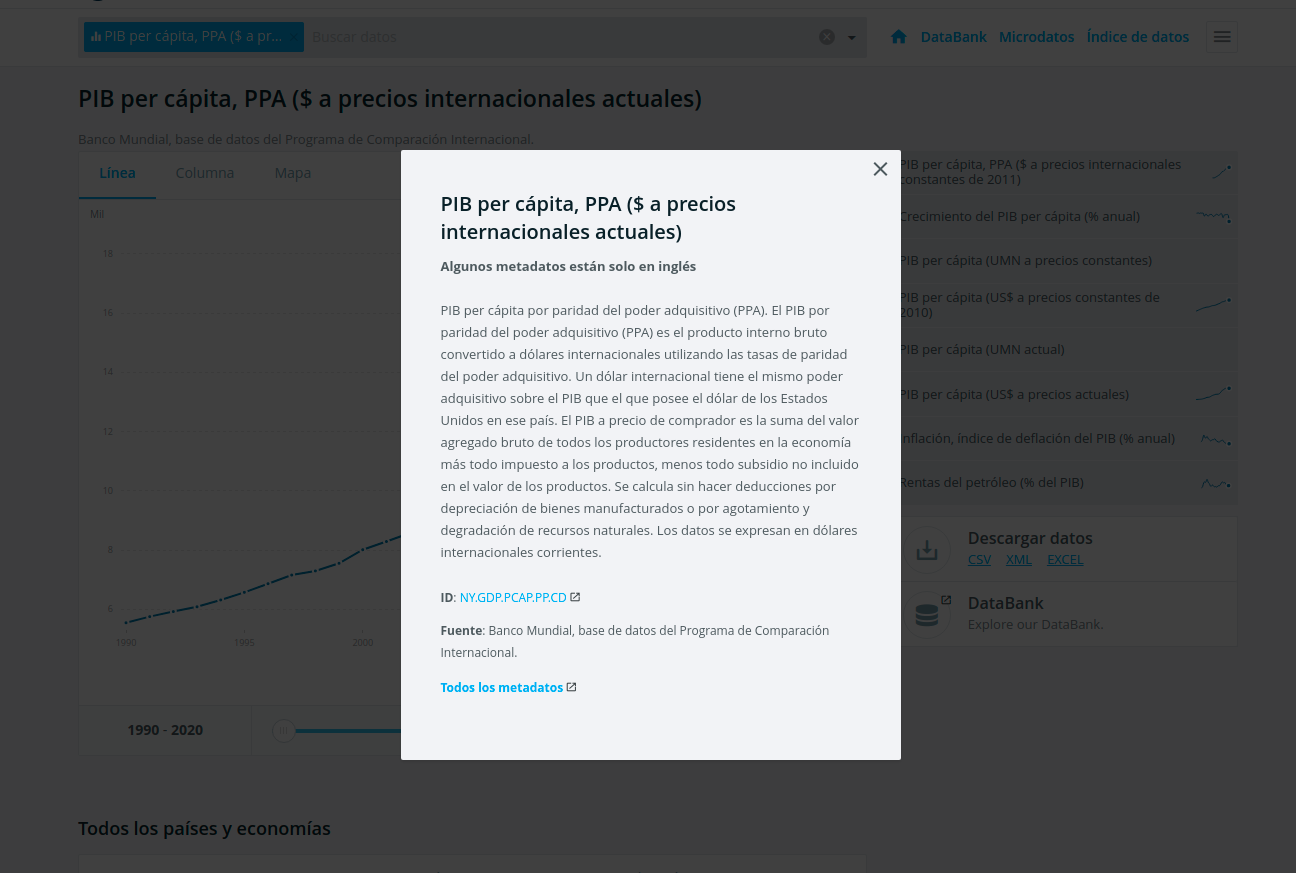 PIB per cápita, PPA ($ a pr...
Buscar datos
DataBank
Microdatos
Índice de datos
PIB per cápita, PPA ($ a precios internacionales actuales)
Banco Mundial, base de datos del Programa de Comparación Internacional.
Línea
Columna
Mapa
Mil
18
16
14
12
10
8
6
1990
1995
2000
1990 - 2020
PIB per cápita, PPA ($ a precios
internacionales actuales)
Algunos metadatos están solo en inglés
PIB per cápita por paridad del poder adquisitivo (PPA). El PIB por
paridad del poder adquisitivo (PPA) es el producto interno bruto
convertido a dólares internacionales utilizando las tasas de paridad
del poder adquisitivo. Un dólar internacional tiene el mismo poder
adquisitivo sobre el PIB que el que posee el dólar de los Estados
Unidos en ese país. El PIB a precio de comprador es la suma del valor
agregado bruto de todos los productores residentes en la economía
más todo impuesto a los productos, menos todo subsidio no incluido
en el valor de los productos. Se calcula sin hacer deducciones por
depreciación de bienes manufacturados o por agotamiento y
degradación de recursos naturales. Los datos se expresan en dólares
internacionales corrientes.
ID: NY.GDP.PCAP.PP.CD
Fuente: Banco Mundial, base de datos del Programa de Comparación
Internacional.
Todos los metadatos
PIB per cápita, PPA ($ a precios internacionales
constantes de 2011)
Crecimiento del PIB per cápita (% anual)
PIB per cápita (UMN a precios constantes)
PIB per cápita (US$ a precios constantes de
2010)
PIB per cápita (UMN actual)
PIB per cápita (US$ a precios actuales)
Inflación, índice de deflación del PIB (% anual)
Rentas del petróleo (% del PIB)
Descargar datos
CSV XML EXCEL
DataBank
Explore our DataBank.
Todos los países y economías